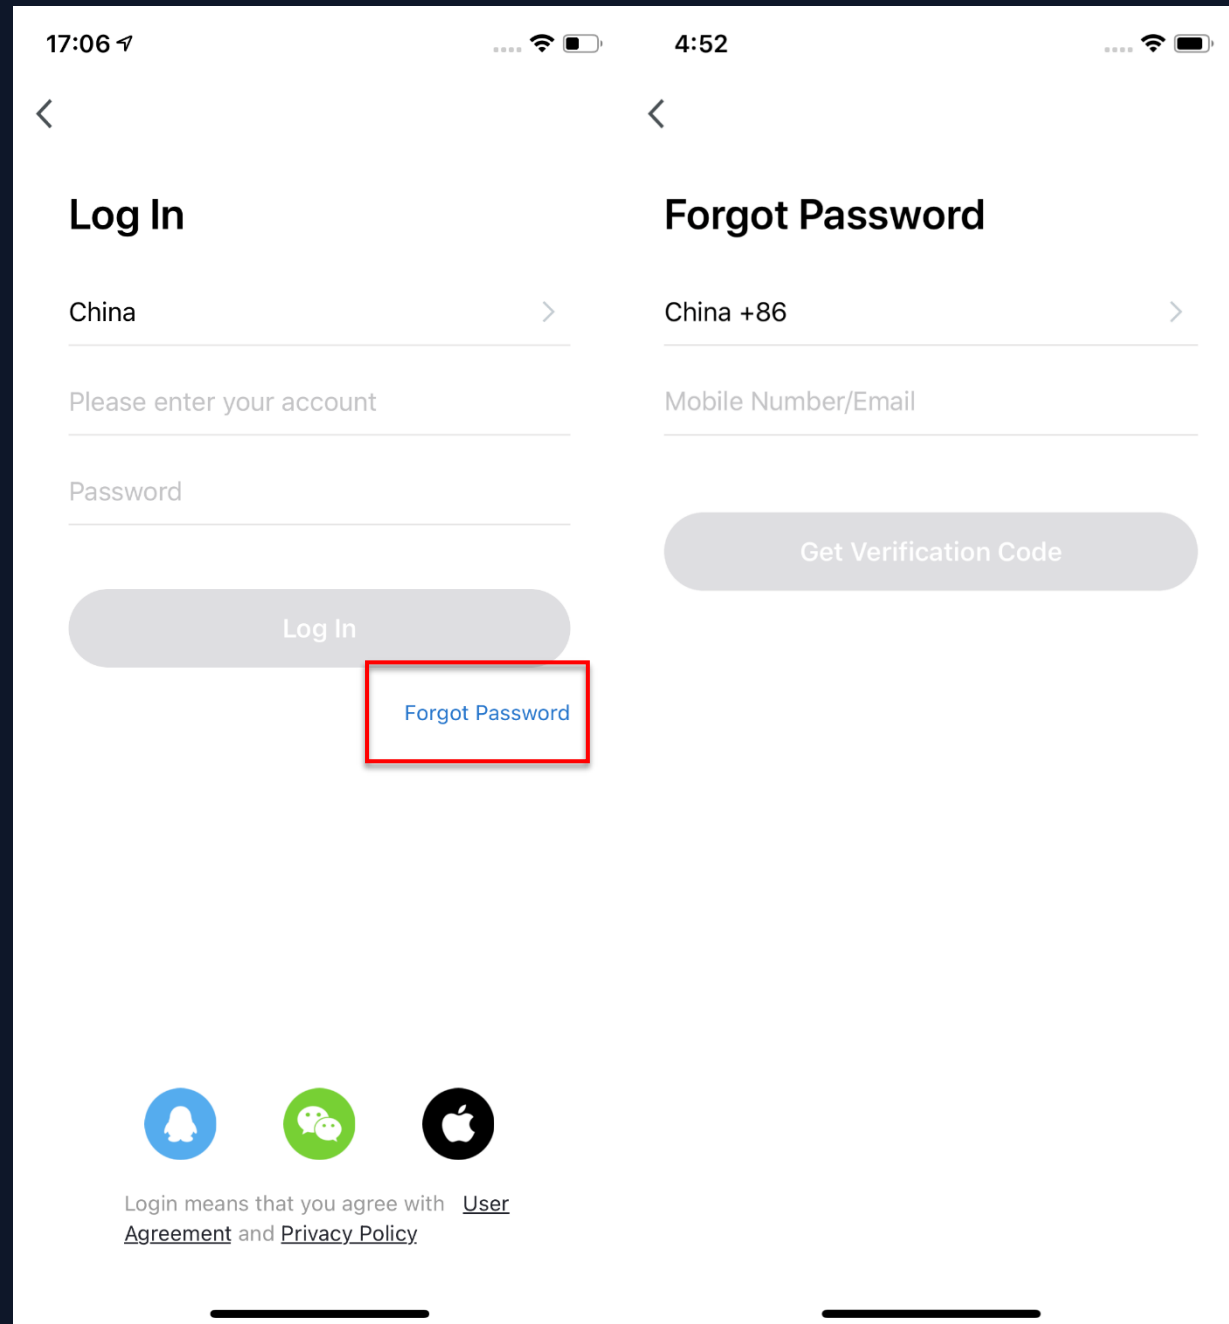 17:06
Log In
China
Please enter your account
Password
Log In
Forgot Password
Login means that you agree with User
Agreement and Privacy Policy
4:52
Forgot Password
China +86
Mobile Number/Email
Get Verification Code